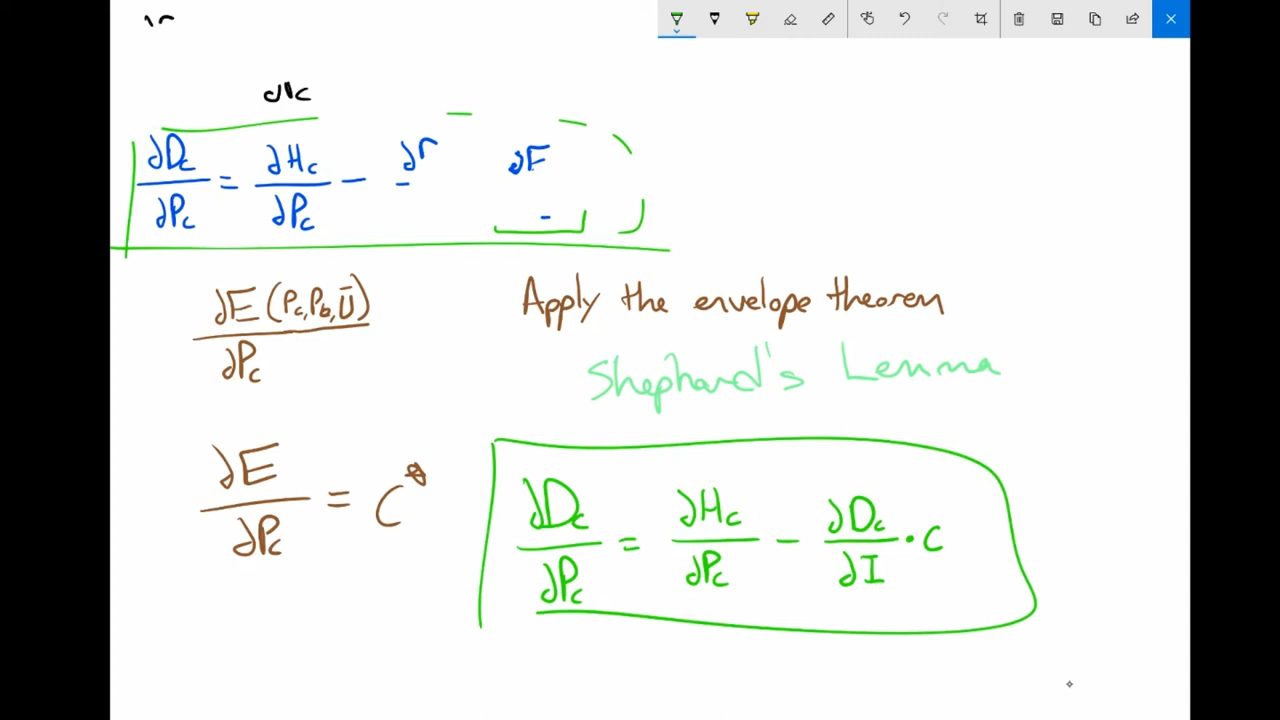 ∂Dc/∂Pc = ∂Hc/∂Pc − ∂
∂E(Pc, Pb, Ū)/∂Pc
Apply the envelope theorem
Shephard's Lemma
∂E/∂Pc = C*
∂Dc/∂Pc = ∂Hc/∂Pc − ∂Dc/∂I · C